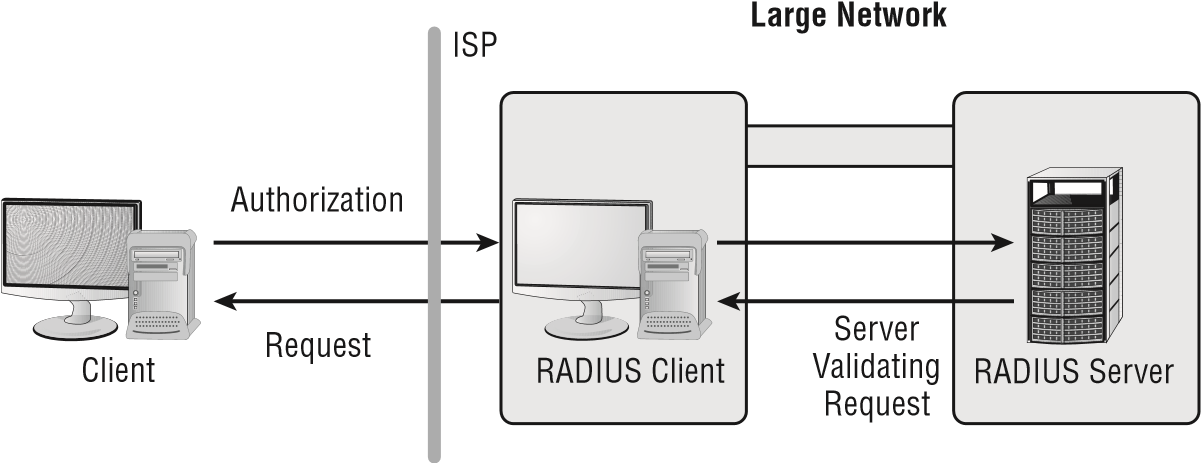 Large Network
ISP
Authorization
Request
Client
RADIUS Client
Server
Validating
Request
RADIUS Server